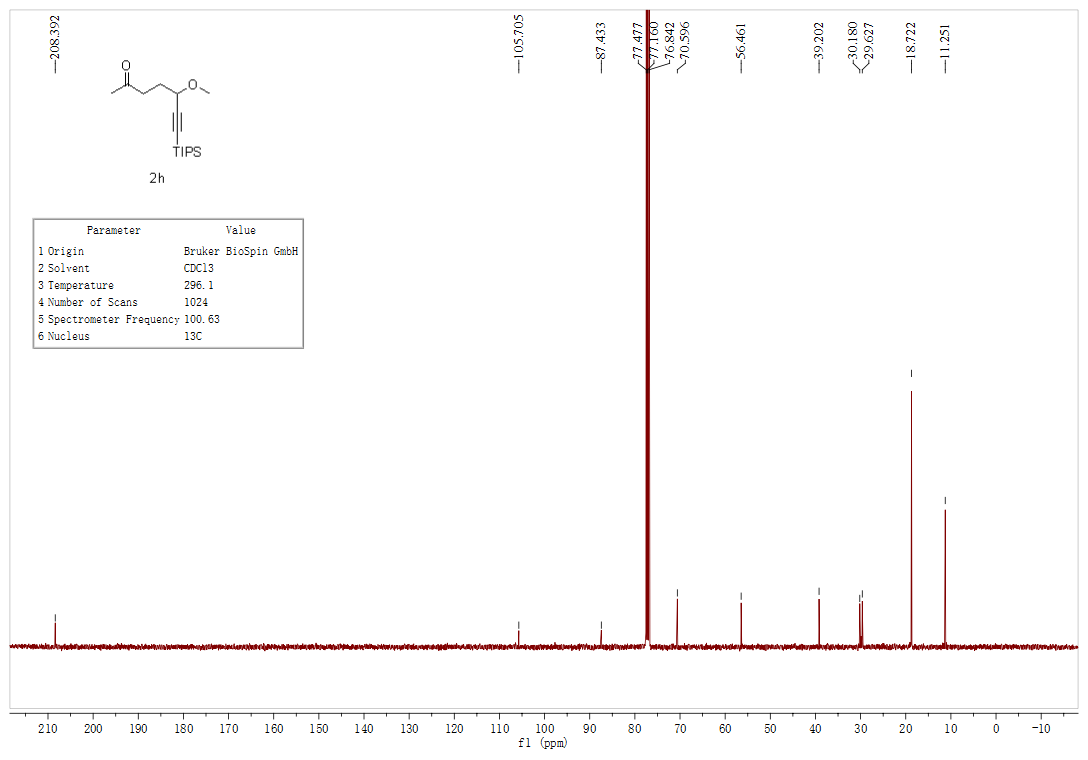 208.392
105.705
87.433
77.477
77.160
76.842
70.596
56.461
39.202
30.180
29.627
18.722
11.251
O
O
TIPS
2h
Parameter Value
1 Origin Bruker BioSpin GmbH
2 Solvent CDCl3
3 Temperature 296.1
4 Number of Scans 1024
5 Spectrometer Frequency 100.63
6 Nucleus 13C
210 200 190 180 170 160 150 140 130 120 110 100 90 80 70 60 50 40 30 20 10 0 -10
f1 (ppm)